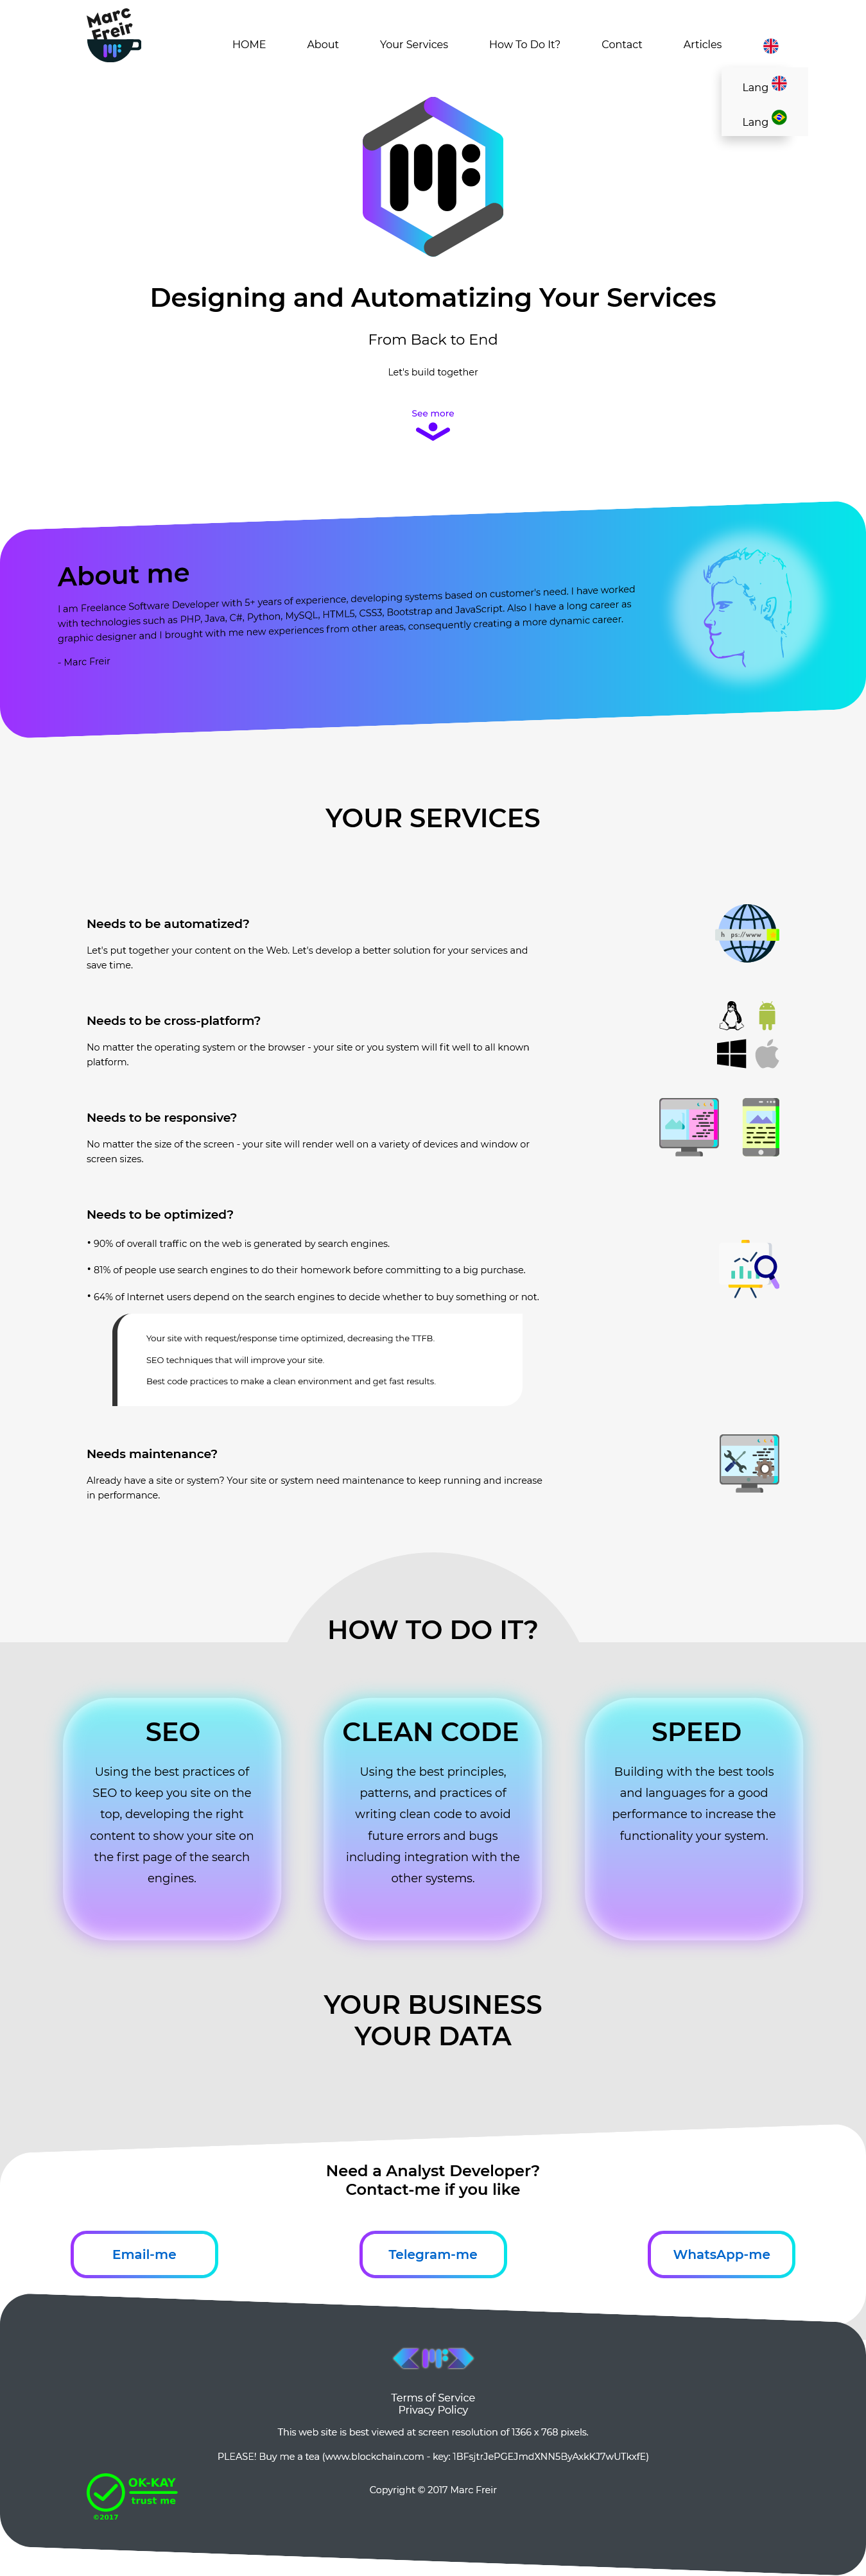 Marc
Freir
HOME
About
Your Services
How To Do It?
Contact
Articles
Lang
Lang
Designing and Automatizing Your Services
From Back to End
Let's build together
See more
About me
I am Freelance Software Developer with 5+ years of experience, developing systems based on customer's need. I have worked
with technologies such as PHP, Java, C#, Python, MySQL, HTML5, CSS3, Bootstrap and JavaScript. Also I have a long career as
graphic designer and I brought with me new experiences from other areas, consequently creating a more dynamic career.
- Marc Freir
YOUR SERVICES
Needs to be automatized?
Let's put together your content on the Web. Let's develop a better solution for your services and
save time.
h ps://www
Needs to be cross-platform?
No matter the operating system or the browser - your site or you system will fit well to all known
platform.
Needs to be responsive?
No matter the size of the screen - your site will render well on a variety of devices and window or
screen sizes.
Needs to be optimized?
• 90% of overall traffic on the web is generated by search engines.
• 81% of people use search engines to do their homework before committing to a big purchase.
• 64% of Internet users depend on the search engines to decide whether to buy something or not.
Your site with request/response time optimized, decreasing the TTFB.
SEO techniques that will improve your site.
Best code practices to make a clean environment and get fast results.
Needs maintenance?
Already have a site or system? Your site or system need maintenance to keep running and increase
in performance.
HOW TO DO IT?
SEO
Using the best practices of
SEO to keep you site on the
top, developing the right
content to show your site on
the first page of the search
engines.
CLEAN CODE
Using the best principles,
patterns, and practices of
writing clean code to avoid
future errors and bugs
including integration with the
other systems.
SPEED
Building with the best tools
and languages for a good
performance to increase the
functionality your system.
YOUR BUSINESS
YOUR DATA
Need a Analyst Developer?
Contact-me if you like
Email-me
Telegram-me
WhatsApp-me
Terms of Service
Privacy Policy
This web site is best viewed at screen resolution of 1366 x 768 pixels.
PLEASE! Buy me a tea (www.blockchain.com - key: 1BFsjtrJePGEJmdXNN5ByAxkKJ7wUTkxfE)
OK-KAY
trust me
©2017
Copyright © 2017 Marc Freir